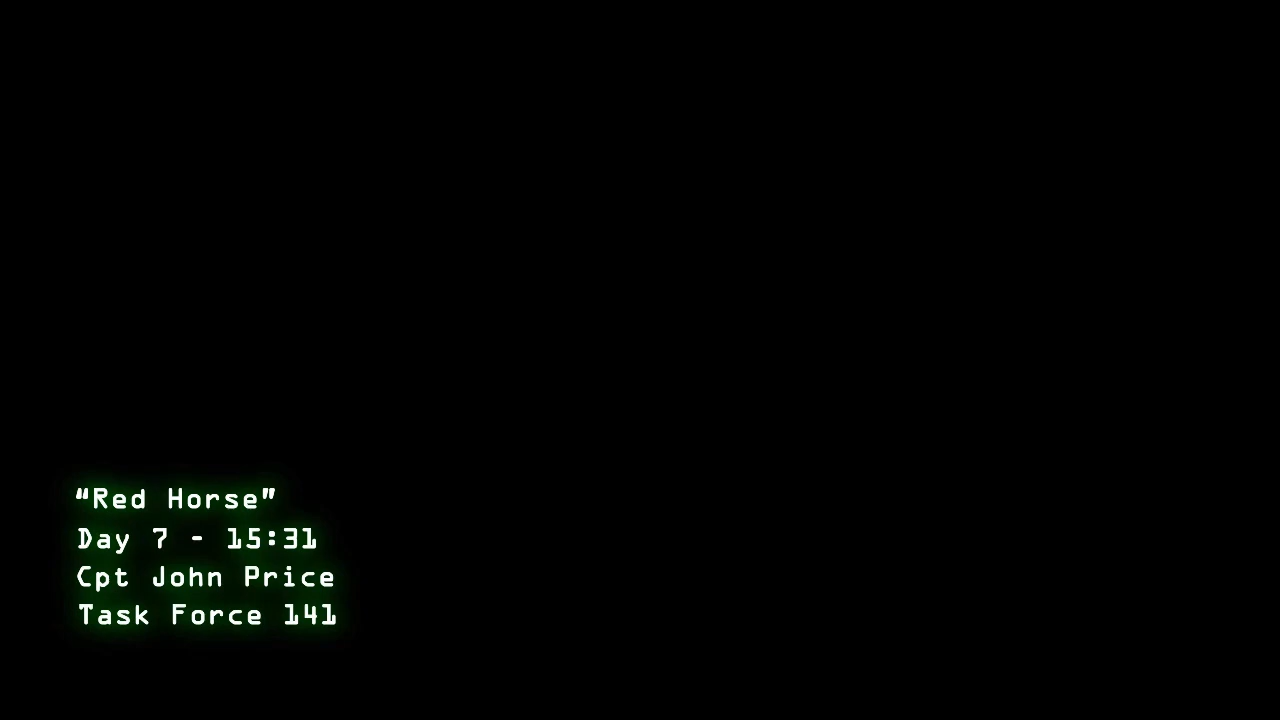 “Red Horse”
Day 7 - 15:31
Cpt John Price
Task Force 141